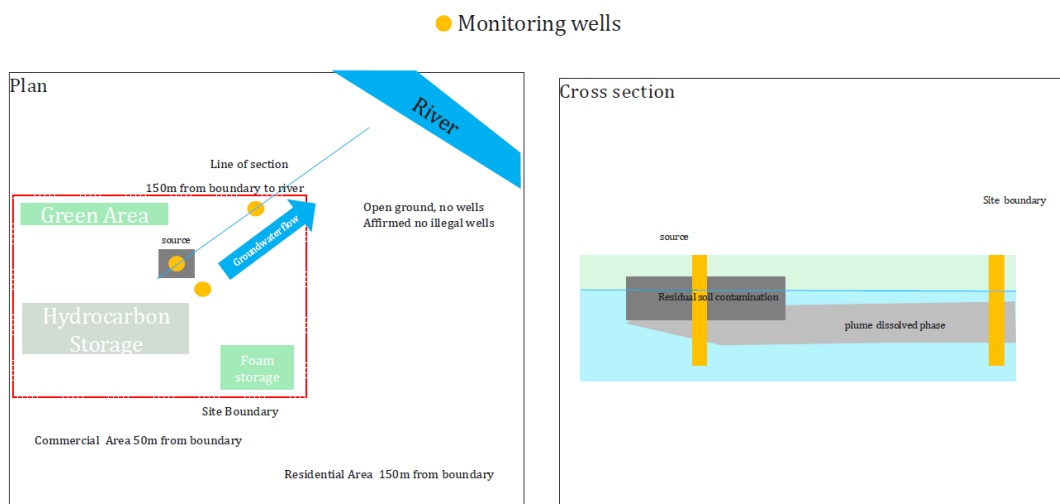 Monitoring wells
Plan
River
Line of section
150m from boundary to river
Open ground, no wells
Affirmed no illegal wells
Green Area
source
Groundwater flow
Hydrocarbon
Storage
Foam
storage
Site Boundary
Commercial Area 50m from boundary
Residential Area 150m from boundary
Cross section
Site boundary
source
Residual soil contamination
plume dissolved phase